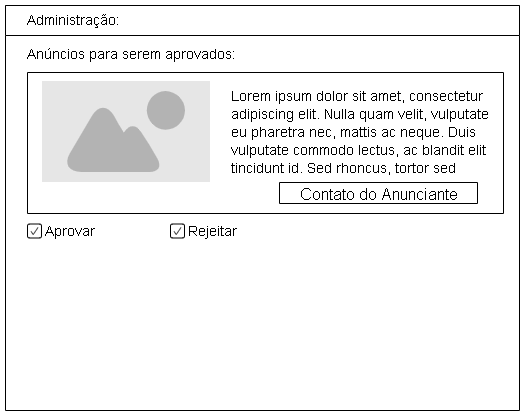 Administração:
Anúncios para serem aprovados:
Lorem ipsum dolor sit amet, consectetur
adipiscing elit. Nulla quam velit, vulputate
eu pharetra nec, mattis ac neque. Duis
vulputate commodo lectus, ac blandit elit
tincidunt id. Sed rhoncus, tortor sed
Contato do Anunciante
Aprovar Rejeitar